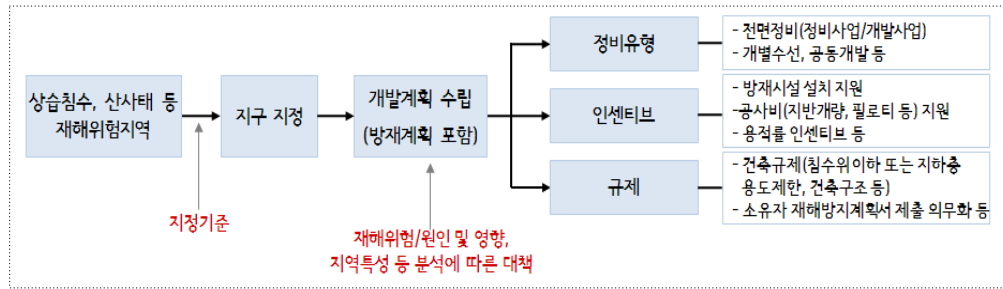 상습침수, 산사태 등
재해위험지역
지구 지정
개발계획 수립
(방재계획 포함)
정비유형
- 전면정비(정비사업/개발사업)
- 개별수선, 공동개발 등
인센티브
- 방재시설 설치 지원
-공사비(지반개량, 필로티 등) 지원
- 용적률 인센티브 등
규제
- 건축규제(침수위이하 또는 지하층
용도제한, 건축구조 등)
- 소유자 재해방지계획서 제출 의무화 등
지정기준
재해위험/원인 및 영향,
지역특성 등 분석에 따른 대책